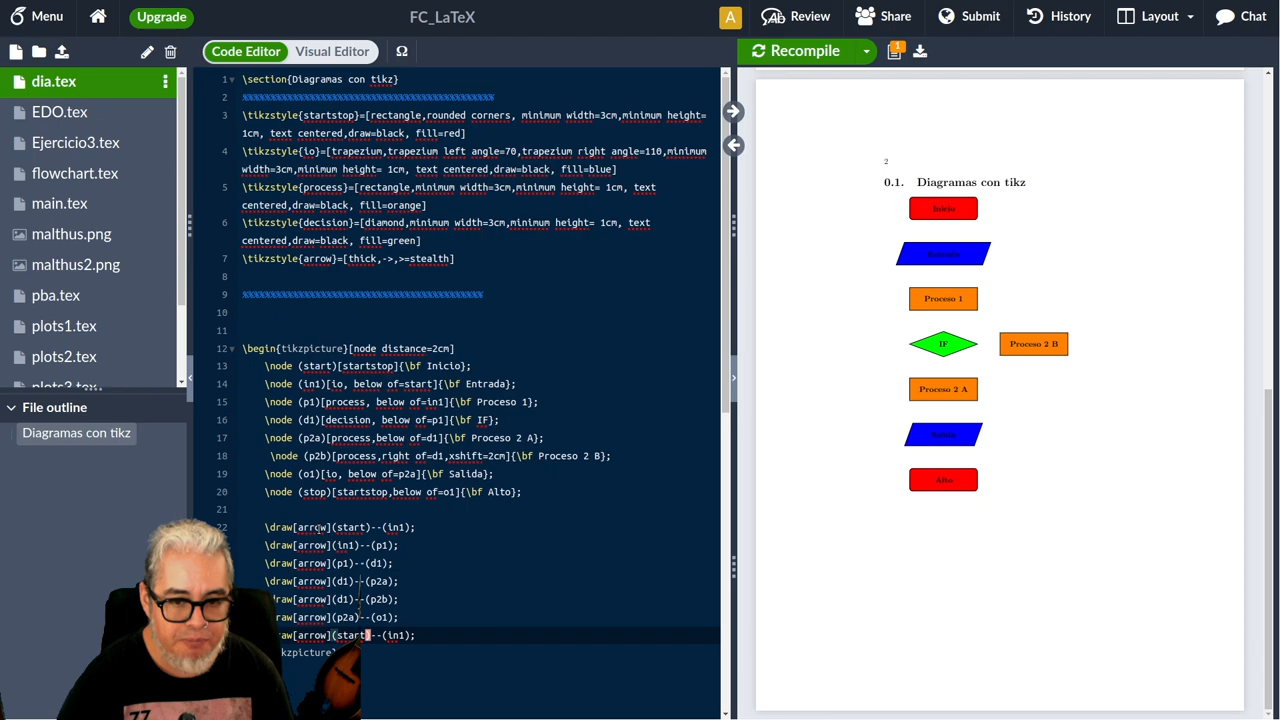 Menu
Upgrade
FC_LaTeX
A
Review
Share
Submit
History
Layout
Chat
Code Editor
Visual Editor
Ω
Recompile
1
dia.tex
EDO.tex
Ejercicio3.tex
flowchart.tex
main.tex
malthus.png
malthus2.png
pba.tex
plots1.tex
plots2.tex
plots3.tex
File outline
Diagramas con tikz
1 \section{Diagramas con tikz}
2 %%%%%%%%%%%%%%%%%%%%%%%%%%%%%%%%%%%%%%%%%%%%%
3 \tikzstyle{startstop}=[rectangle,rounded corners, minimum width=3cm,minimum height=
1cm, text centered,draw=black, fill=red]
4 \tikzstyle{io}=[trapezium,trapezium left angle=70,trapezium right angle=110,minimum
width=3cm,minimum height= 1cm, text centered,draw=black, fill=blue]
5 \tikzstyle{process}=[rectangle,minimum width=3cm,minimum height= 1cm, text
centered,draw=black, fill=orange]
6 \tikzstyle{decision}=[diamond,minimum width=3cm,minimum height= 1cm, text
centered,draw=black, fill=green]
7 \tikzstyle{arrow}=[thick,->,>=stealth]
8
9 %%%%%%%%%%%%%%%%%%%%%%%%%%%%%%%%%%%%%%%%%%%
10
11
12 \begin{tikzpicture}[node distance=2cm]
13 \node (start)[startstop]{\bf Inicio};
14 \node (in1)[io, below of=start]{\bf Entrada};
15 \node (p1)[process, below of=in1]{\bf Proceso 1};
16 \node (d1)[decision, below of=p1]{\bf IF};
17 \node (p2a)[process,below of=d1]{\bf Proceso 2 A};
18 \node (p2b)[process,right of=d1,xshift=2cm]{\bf Proceso 2 B};
19 \node (o1)[io, below of=p2a]{\bf Salida};
20 \node (stop)[startstop,below of=o1]{\bf Alto};
21
22 \draw[arrow](start)--(in1);
\draw[arrow](in1)--(p1);
\draw[arrow](p1)--(d1);
\draw[arrow](d1)--(p2a);
draw[arrow](d1)--(p2b);
raw[arrow](p2a)--(o1);
raw[arrow](start)--(in1);
kzpicture}
77
2
0.1. Diagramas con tikz
Inicio
Entrada
Proceso 1
IF
Proceso 2 B
Proceso 2 A
Salida
Alto